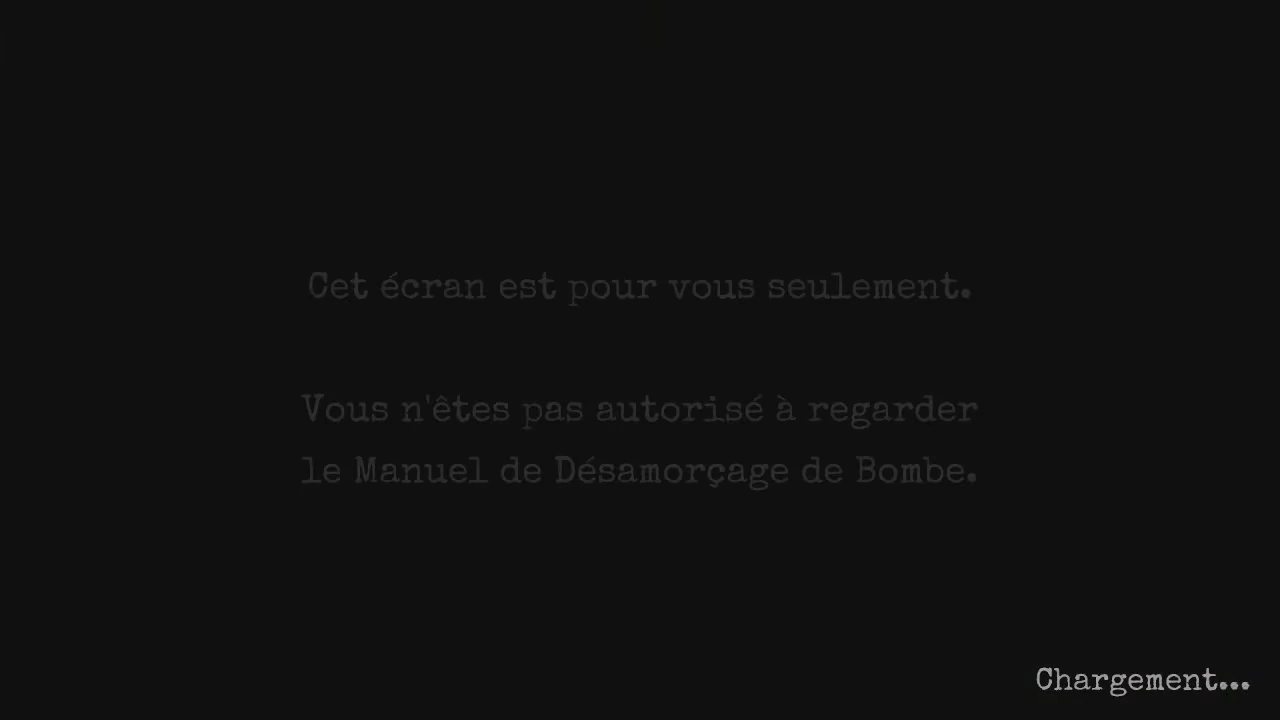 Cet écran est pour vous seulement.
Vous n'êtes pas autorisé à regarder
le Manuel de Désamorçage de Bombe.
Chargement...